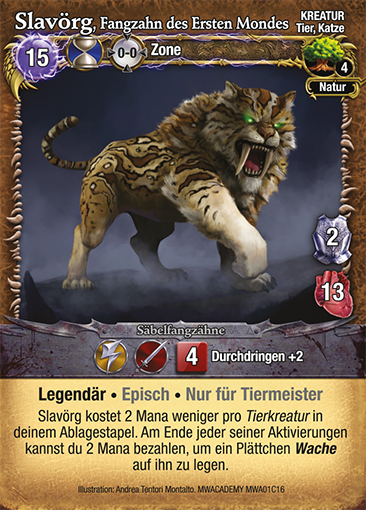 Slavörg, Fangzahn des Ersten Mondes
KREATUR
Tier, Katze
15
0-0 Zone
4
Natur
2
13
Säbelfangzähne
4 Durchdringen +2
Legendär • Episch • Nur für Tiermeister
Slavörg kostet 2 Mana weniger pro Tierkreatur in
deinem Ablagestapel. Am Ende jeder seiner Aktivierungen
kannst du 2 Mana bezahlen, um ein Plättchen Wache
auf ihn zu legen.
Illustration: Andrea Tentori Montalto. MWACADEMY MWA01C16